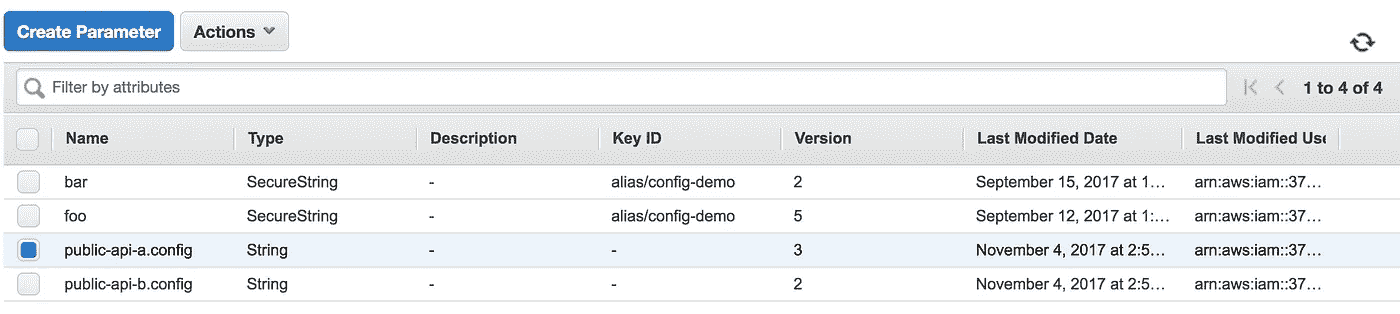 Create Parameter Actions
Filter by attributes 1 to 4 of 4
Name Type Description Key ID Version Last Modified Date Last Modified Use
bar SecureString - alias/config-demo 2 September 15, 2017 at 1… arn:aws:iam::37…
foo SecureString - alias/config-demo 5 September 12, 2017 at 1:… arn:aws:iam::37…
public-api-a.config String - - 3 November 4, 2017 at 2:5… arn:aws:iam::37…
public-api-b.config String - - 2 November 4, 2017 at 2:5… arn:aws:iam::37…